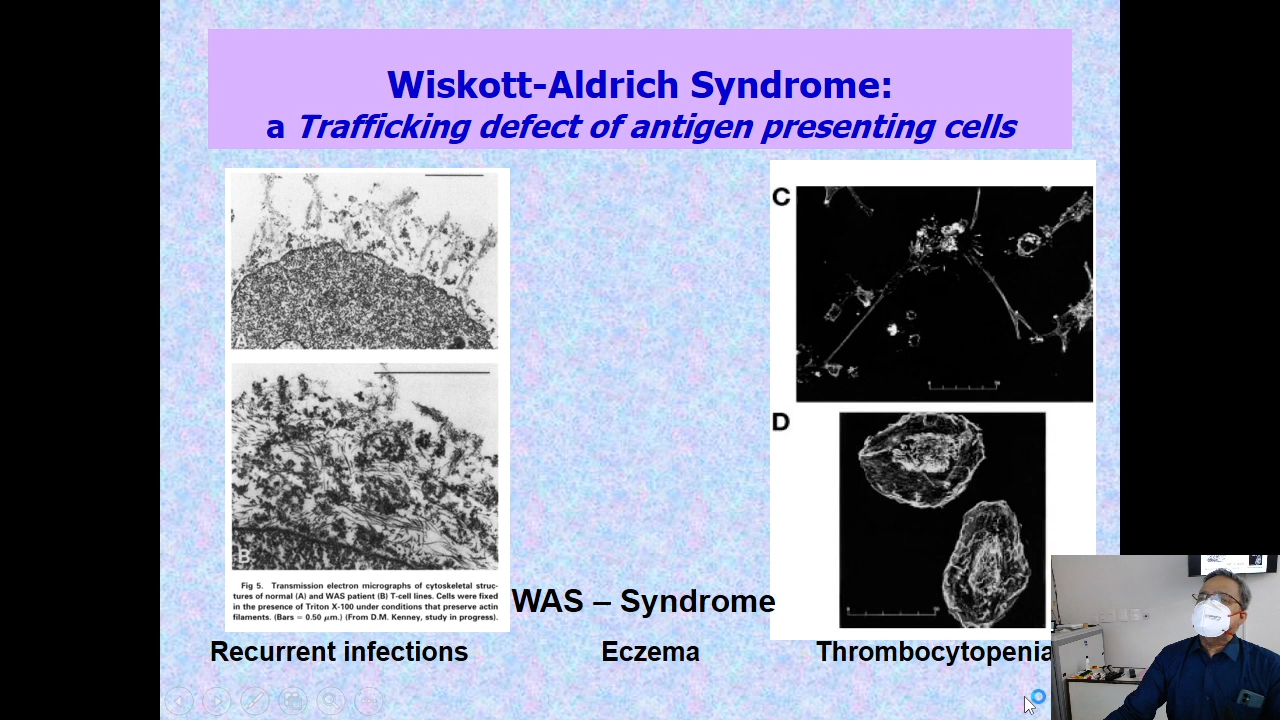 Wiskott-Aldrich Syndrome:
a Trafficking defect of antigen presenting cells
A
B
Fig 5. Transmission electron micrographs of cytoskeletal struc-
tures of normal (A) and WAS patient (B) T-cell lines. Cells were fixed
in the presence of Triton X-100 under conditions that preserve actin
filaments. (Bars = 0.50 μm.) (From D.M. Kenney, study in progress).
C
D
WAS – Syndrome
Recurrent infections
Eczema
Thrombocytopenia